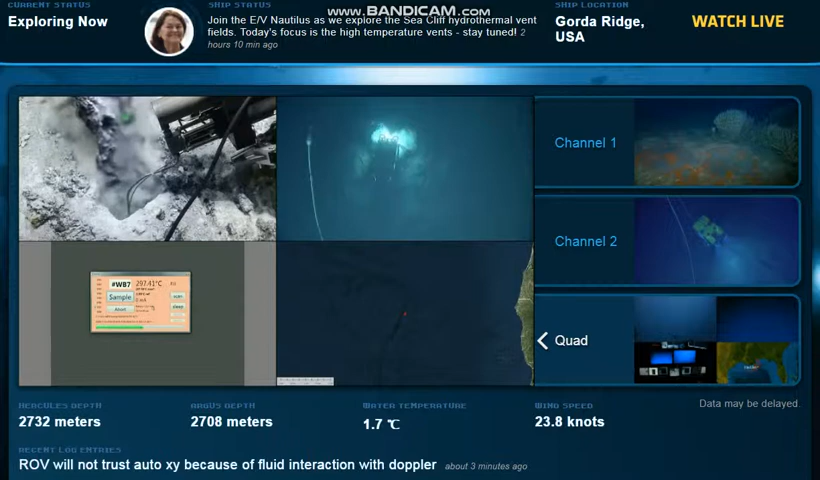 WWW.BANDICAM.COM
CURRENT STATUS
Exploring Now
SHIP STATUS
Join the E/V Nautilus as we explore the Sea Cliff hydrothermal vent
fields. Today's focus is the high temperature vents - stay tuned! 2
hours 10 min ago
SHIP LOCATION
Gorda Ridge,
USA
WATCH LIVE
Channel 1
Channel 2
Quad
#WB7
297.41°C
Sample
Abort
HERCULES DEPTH
2732 meters
ARGUS DEPTH
2708 meters
WATER TEMPERATURE
1.7 ℃
WIND SPEED
23.8 knots
Data may be delayed.
RECENT LOG ENTRIES
ROV will not trust auto xy because of fluid interaction with doppler about 3 minutes ago